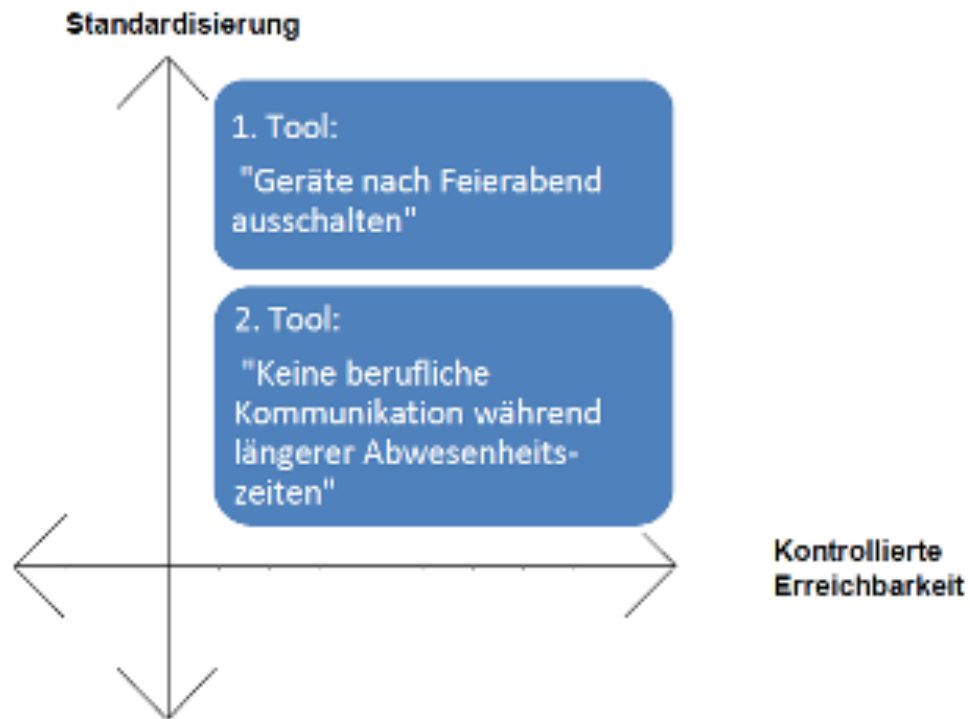 Standardisierung
1. Tool:
"Geräte nach Feierabend
ausschalten"
2. Tool:
"Keine berufliche
Kommunikation während
längerer Abwesenheits-
zeiten"
Kontrollierte
Erreichbarkeit